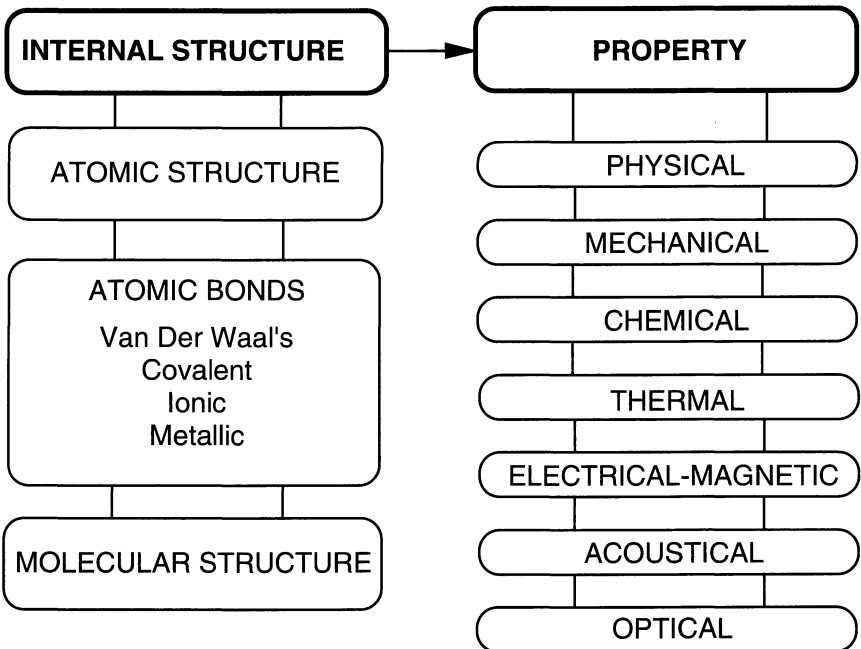 INTERNAL STRUCTURE
ATOMIC STRUCTURE
ATOMIC BONDS
Van Der Waal's
Covalent
Ionic
Metallic
MOLECULAR STRUCTURE
PROPERTY
PHYSICAL
MECHANICAL
CHEMICAL
THERMAL
ELECTRICAL-MAGNETIC
ACOUSTICAL
OPTICAL